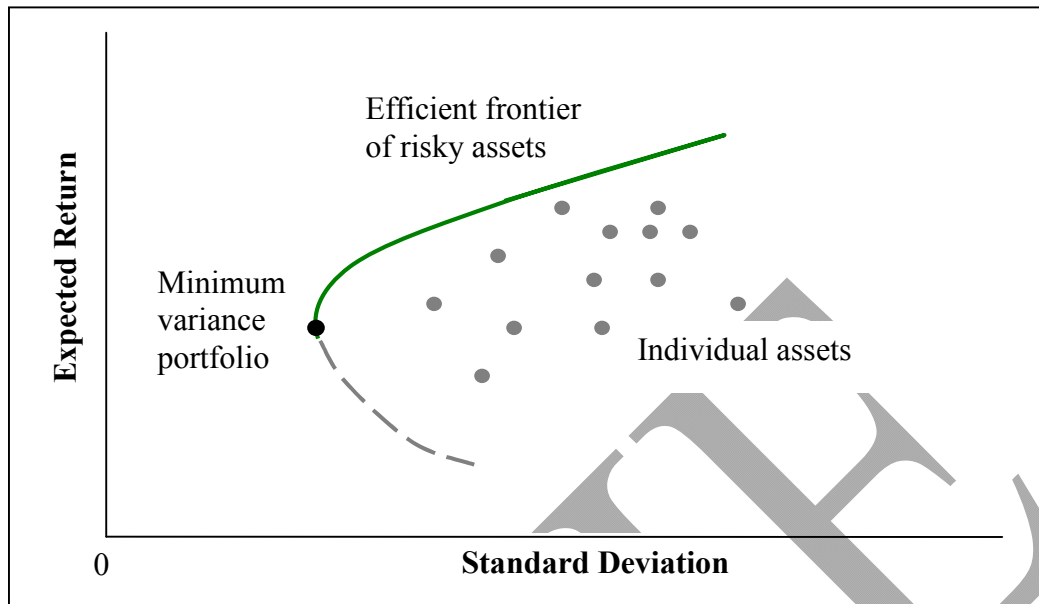 Efficient frontier
of risky assets
Expected Return
Minimum
variance
portfolio
Individual assets
0
Standard Deviation